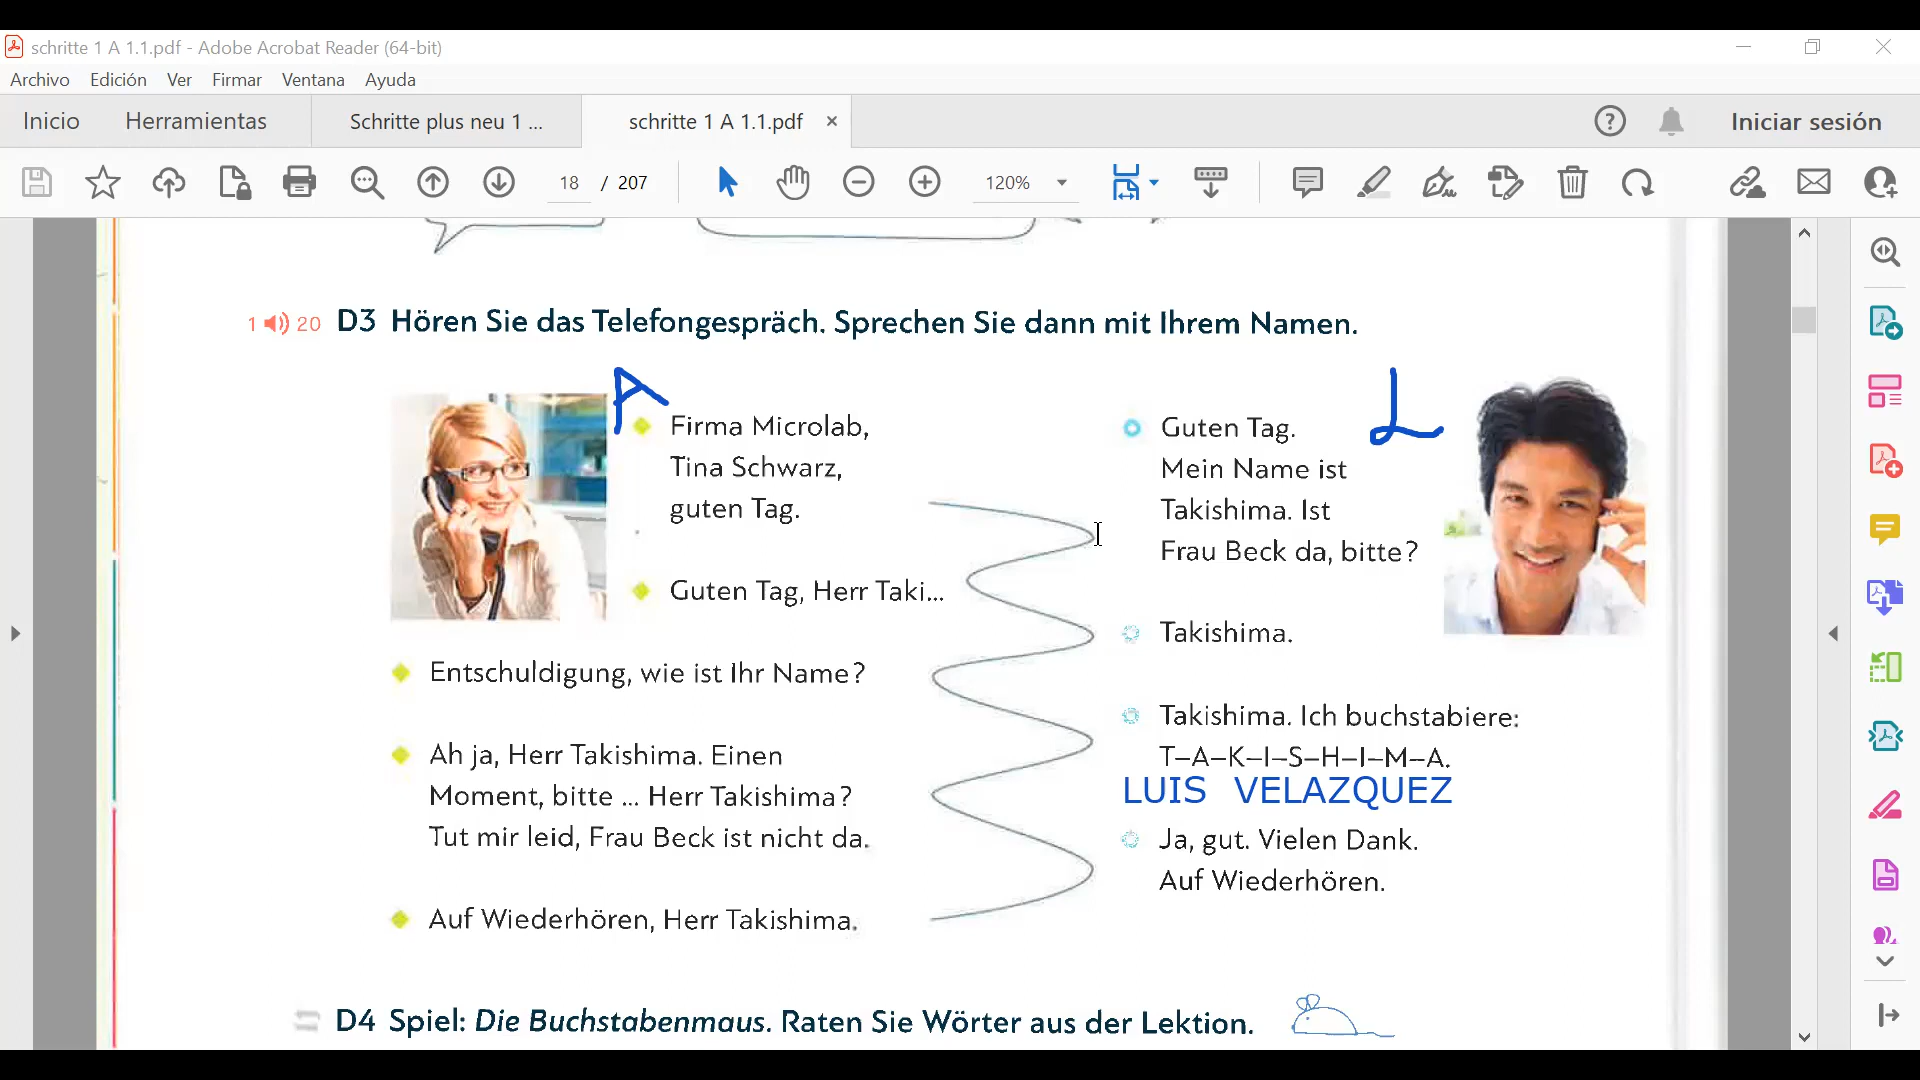 schritte 1 A 1.1.pdf - Adobe Acrobat Reader (64-bit)
Archivo Edición Ver Firmar Ventana Ayuda
Inicio Herramientas Schritte plus neu 1 ... schritte 1 A 1.1.pdf × Iniciar sesión
18 / 207 120%
1 20 D3 Hören Sie das Telefongespräch. Sprechen Sie dann mit Ihrem Namen.
A
Firma Microlab,
Tina Schwarz,
guten Tag.
L
Guten Tag.
Mein Name ist
Takishima. Ist
Frau Beck da, bitte?
Guten Tag, Herr Taki...
Takishima.
Entschuldigung, wie ist Ihr Name?
Takishima. Ich buchstabiere:
T–A–K–I–S–H–I–M–A.
LUIS VELAZQUEZ
Ah ja, Herr Takishima. Einen
Moment, bitte ... Herr Takishima?
Tut mir leid, Frau Beck ist nicht da.
Ja, gut. Vielen Dank.
Auf Wiederhören.
Auf Wiederhören, Herr Takishima.
D4 Spiel: Die Buchstabenmaus. Raten Sie Wörter aus der Lektion.